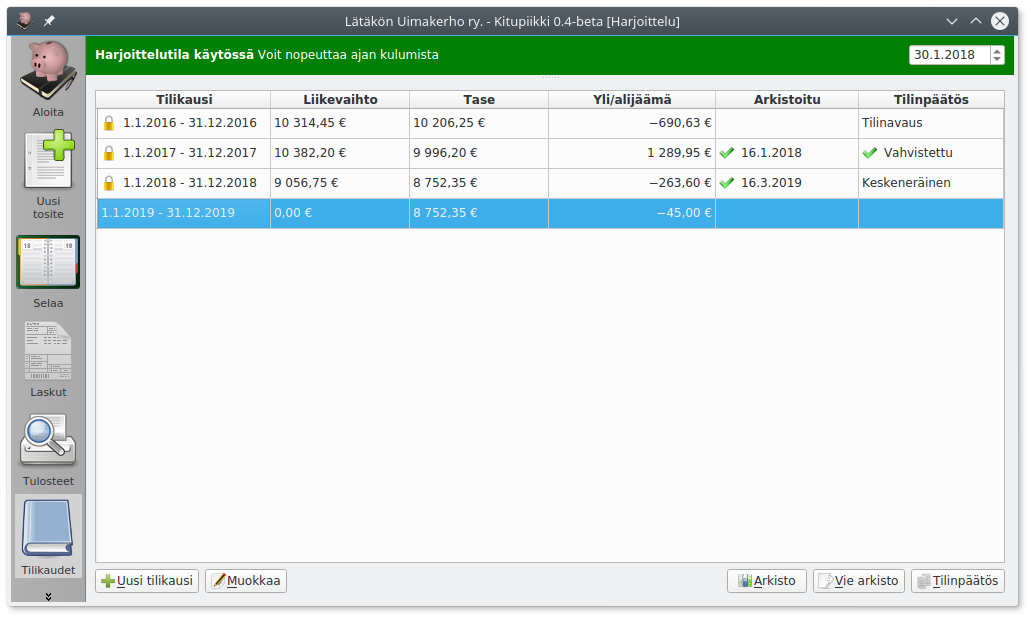 Lätäkön Uimakerho ry. - Kitupiikki 0.4-beta [Harjoittelu]
Harjoittelutila käytössä Voit nopeuttaa ajan kulumista 30.1.2018
Aloita
Uusi
tosite
18 19
Selaa
Laskut
Tulosteet
Tilikaudet
Tilikausi Liikevaihto Tase Yli/alijäämä Arkistoitu Tilinpäätös
1.1.2016 - 31.12.2016 10 314,45 € 10 206,25 € −690,63 € Tilinavaus
1.1.2017 - 31.12.2017 10 382,20 € 9 996,20 € 1 289,95 € 16.1.2018 Vahvistettu
1.1.2018 - 31.12.2018 9 056,75 € 8 752,35 € −263,60 € 16.3.2019 Keskeneräinen
1.1.2019 - 31.12.2019 0,00 € 8 752,35 € −45,00 €
Uusi tilikausi Muokkaa Arkisto Vie arkisto Tilinpäätös